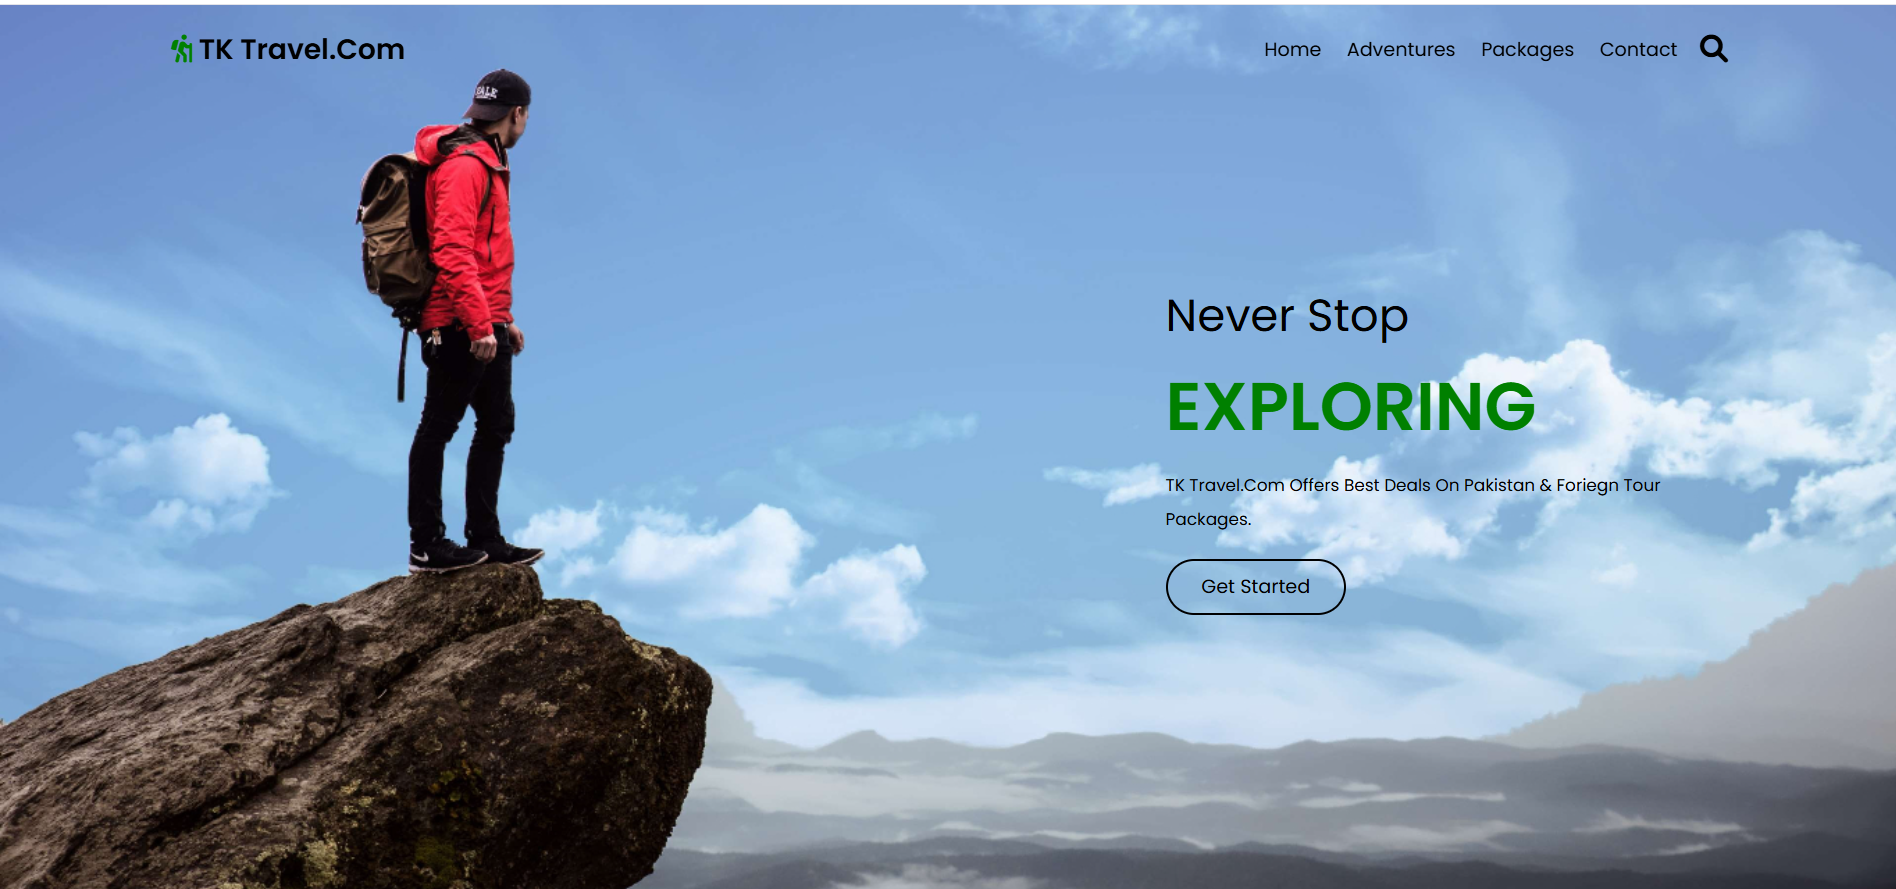 TK Travel.Com
Home Adventures Packages Contact
Never Stop
EXPLORING
TK Travel.Com Offers Best Deals On Pakistan & Foriegn Tour
Packages.
Get Started